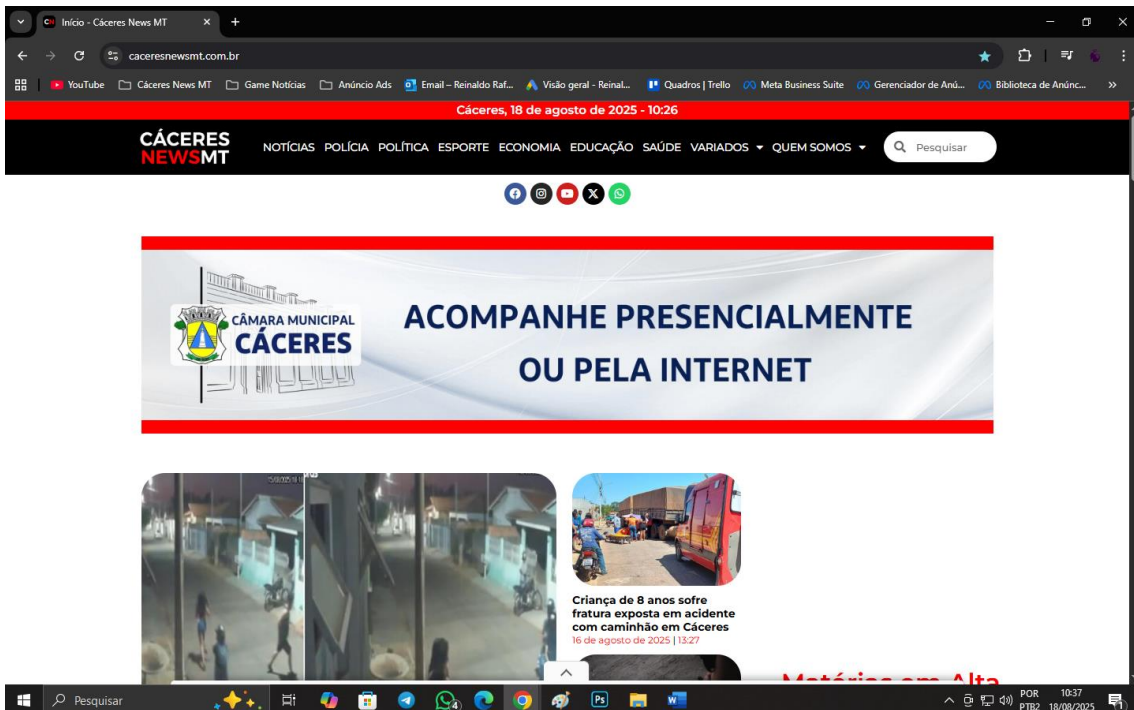 Início - Cáceres News MT
caceresnewsmt.com.br
YouTube Cáceres News MT Game Notícias Anúncio Ads Email – Reinaldo Raf... Visão geral - Reinal... Quadros | Trello Meta Business Suite Gerenciador de Anú... Biblioteca de Anúnc...
Cáceres, 18 de agosto de 2025 - 10:26
CÁCERES
NEWSMT
NOTÍCIAS POLÍCIA POLÍTICA ESPORTE ECONOMIA EDUCAÇÃO SAÚDE VARIADOS QUEM SOMOS Pesquisar
CÂMARA MUNICIPAL
CÁCERES
ACOMPANHE PRESENCIALMENTE
OU PELA INTERNET
Criança de 8 anos sofre
fratura exposta em acidente
com caminhão em Cáceres
16 de agosto de 2025 | 13:27
Matérias em Alta
Pesquisar
Ps
POR
PTB2
10:37
18/08/2025